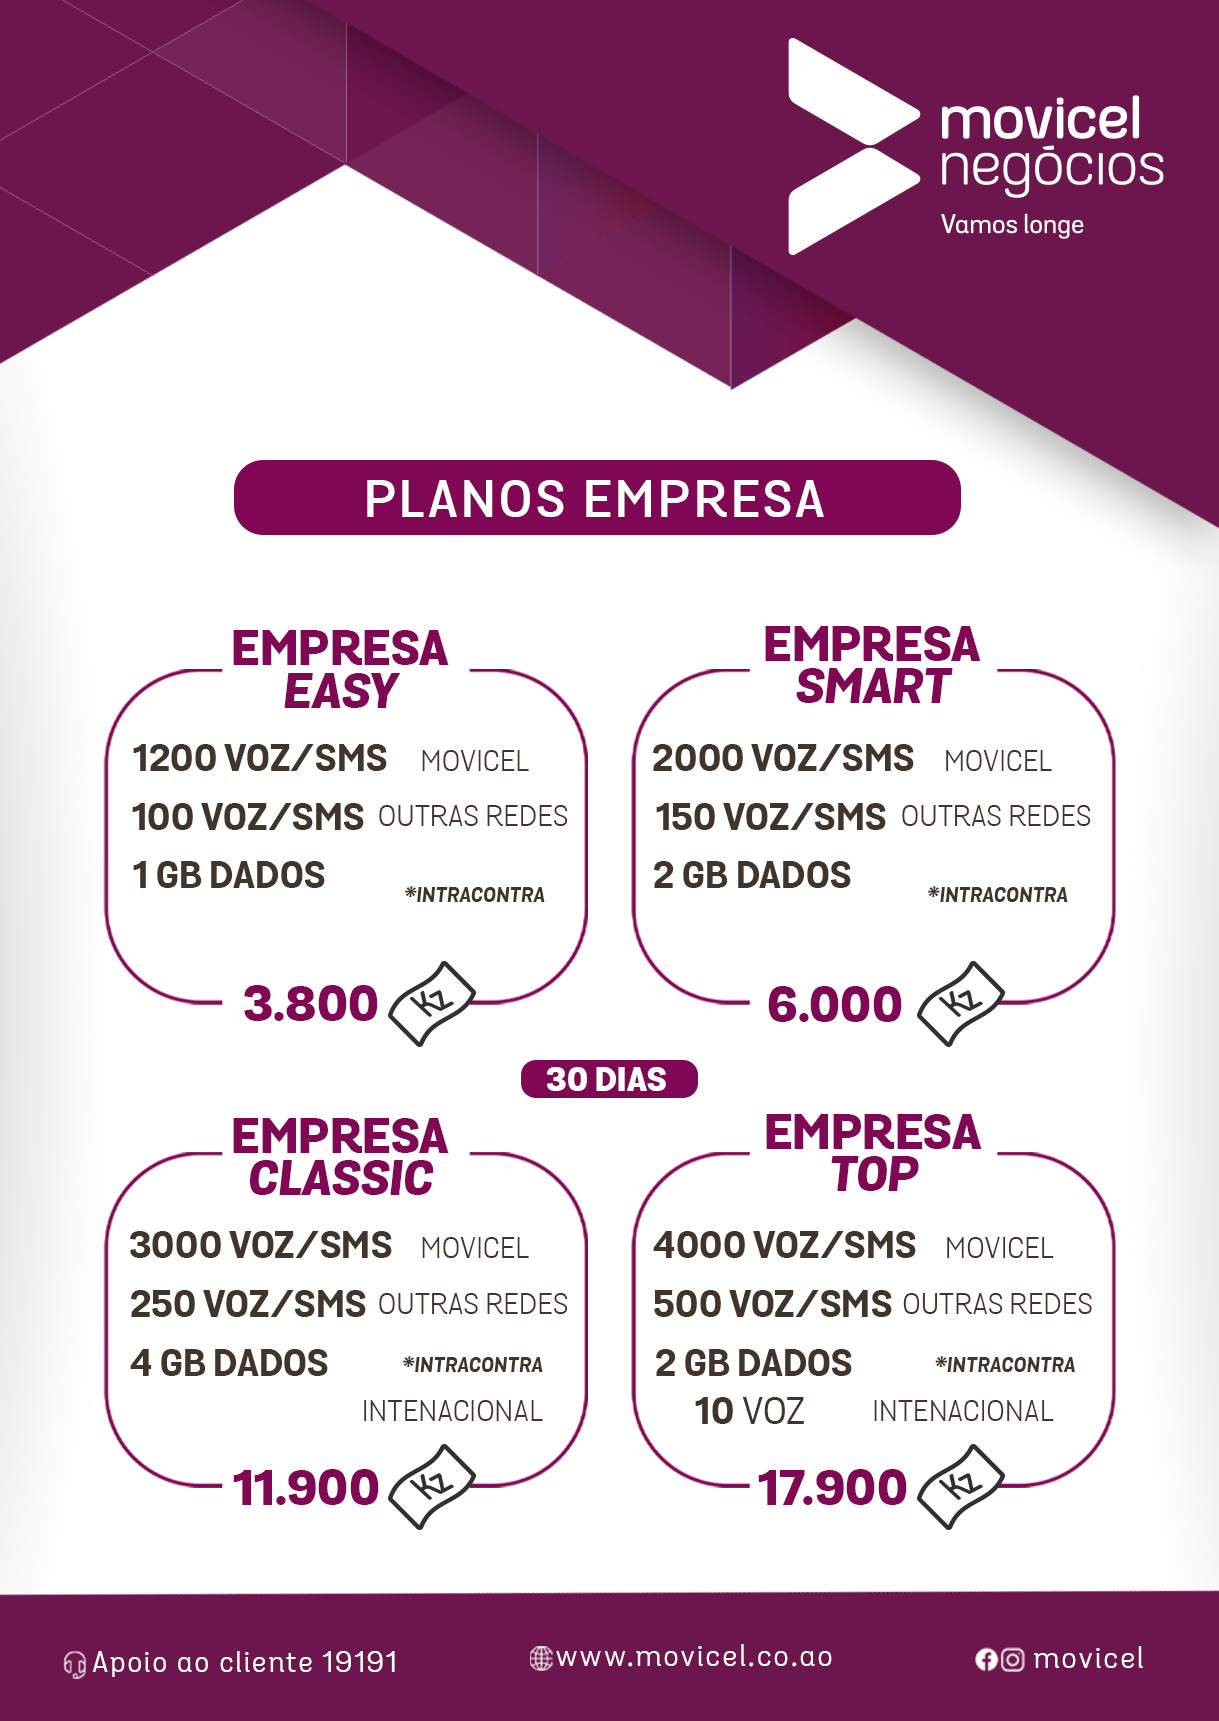 movicel
negócios
Vamos longe
PLANOS EMPRESA
EMPRESA
EASY
1200 VOZ/SMS MOVICEL
100 VOZ/SMS OUTRAS REDES
1 GB DADOS
*INTRACONTRA
3.800 Kz
EMPRESA
SMART
2000 VOZ/SMS MOVICEL
150 VOZ/SMS OUTRAS REDES
2 GB DADOS
*INTRACONTRA
6.000 Kz
30 DIAS
EMPRESA
CLASSIC
3000 VOZ/SMS MOVICEL
250 VOZ/SMS OUTRAS REDES
4 GB DADOS *INTRACONTRA
INTENACIONAL
11.900 Kz
EMPRESA
TOP
4000 VOZ/SMS MOVICEL
500 VOZ/SMS OUTRAS REDES
2 GB DADOS *INTRACONTRA
10 VOZ INTENACIONAL
17.900 Kz
Apoio ao cliente 19191
www.movicel.co.ao
movicel